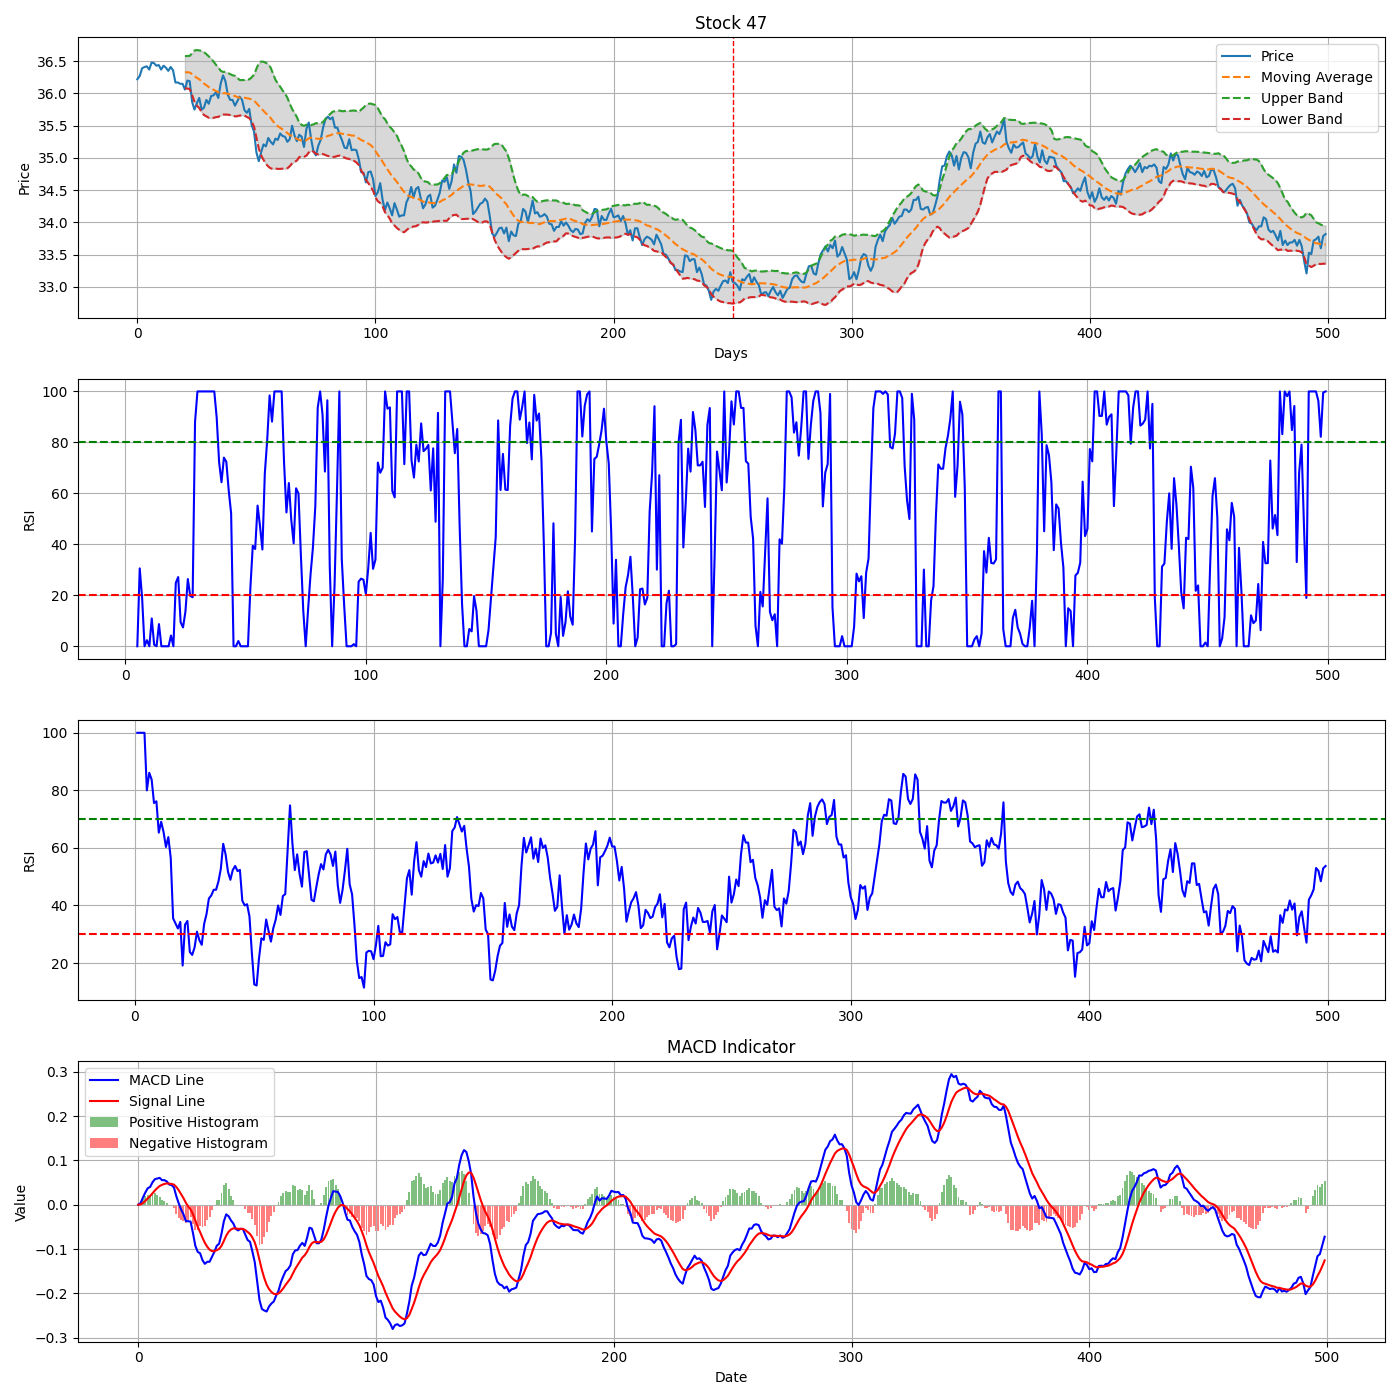 Stock 47
36.5
36.0
35.5
35.0
34.5
34.0
33.5
33.0
Price
Price
Moving Average
Upper Band
Lower Band
0 100 200 300 400 500
Days
100
80
60
40
20
0
RSI
0 100 200 300 400 500
100
80
60
40
20
RSI
0 100 200 300 400 500
MACD Indicator
0.3
0.2
0.1
0.0
−0.1
−0.2
−0.3
Value
MACD Line
Signal Line
Positive Histogram
Negative Histogram
0 100 200 300 400 500
Date